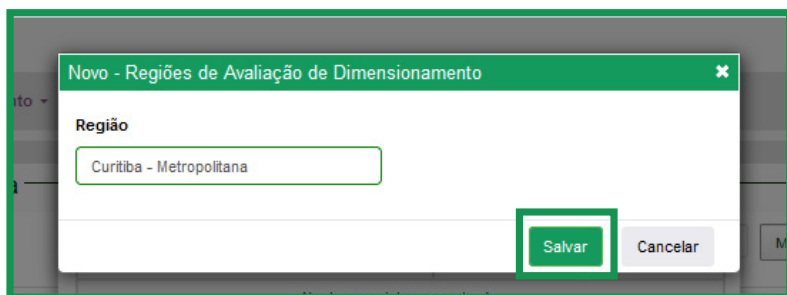 Novo - Regiões de Avaliação de Dimensionamento
Região
Curitiba - Metropolitana
Salvar Cancelar